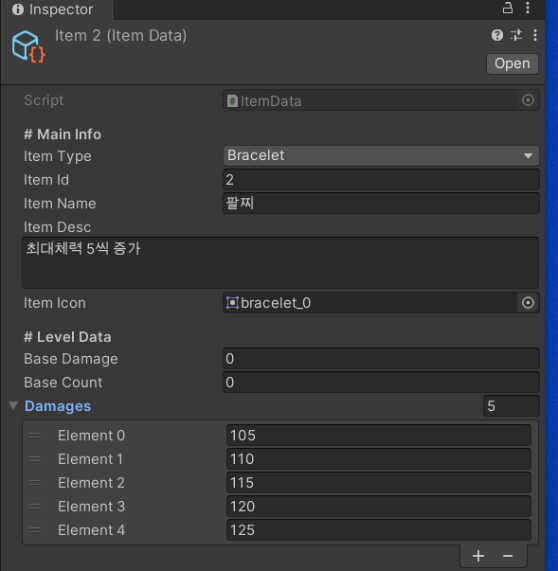 Inspector
Item 2 (Item Data)
Open
Script ItemData
# Main Info
Item Type Bracelet
Item Id 2
Item Name 팔찌
Item Desc
최대체력 5씩 증가
Item Icon bracelet_0
# Level Data
Base Damage 0
Base Count 0
Damages 5
Element 0 105
Element 1 110
Element 2 115
Element 3 120
Element 4 125